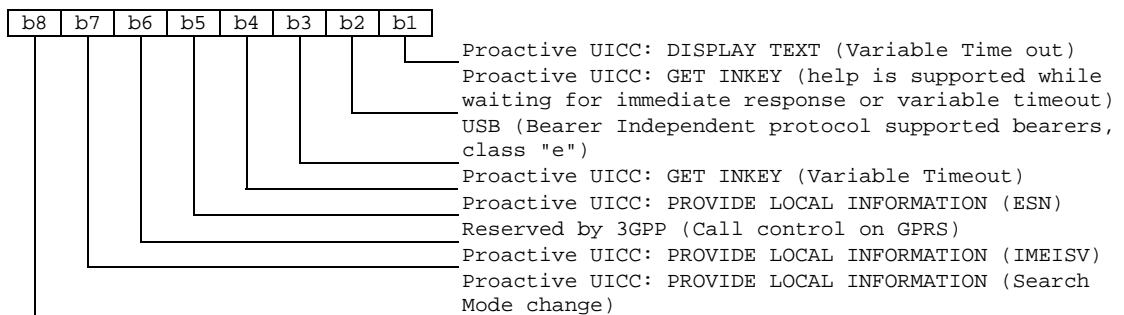 b8 b7 b6 b5 b4 b3 b2 b1
Proactive UICC: DISPLAY TEXT (Variable Time out)
Proactive UICC: GET INKEY (help is supported while
waiting for immediate response or variable timeout)
USB (Bearer Independent protocol supported bearers,
class "e")
Proactive UICC: GET INKEY (Variable Timeout)
Proactive UICC: PROVIDE LOCAL INFORMATION (ESN)
Reserved by 3GPP (Call control on GPRS)
Proactive UICC: PROVIDE LOCAL INFORMATION (IMEISV)
Proactive UICC: PROVIDE LOCAL INFORMATION (Search
Mode change)